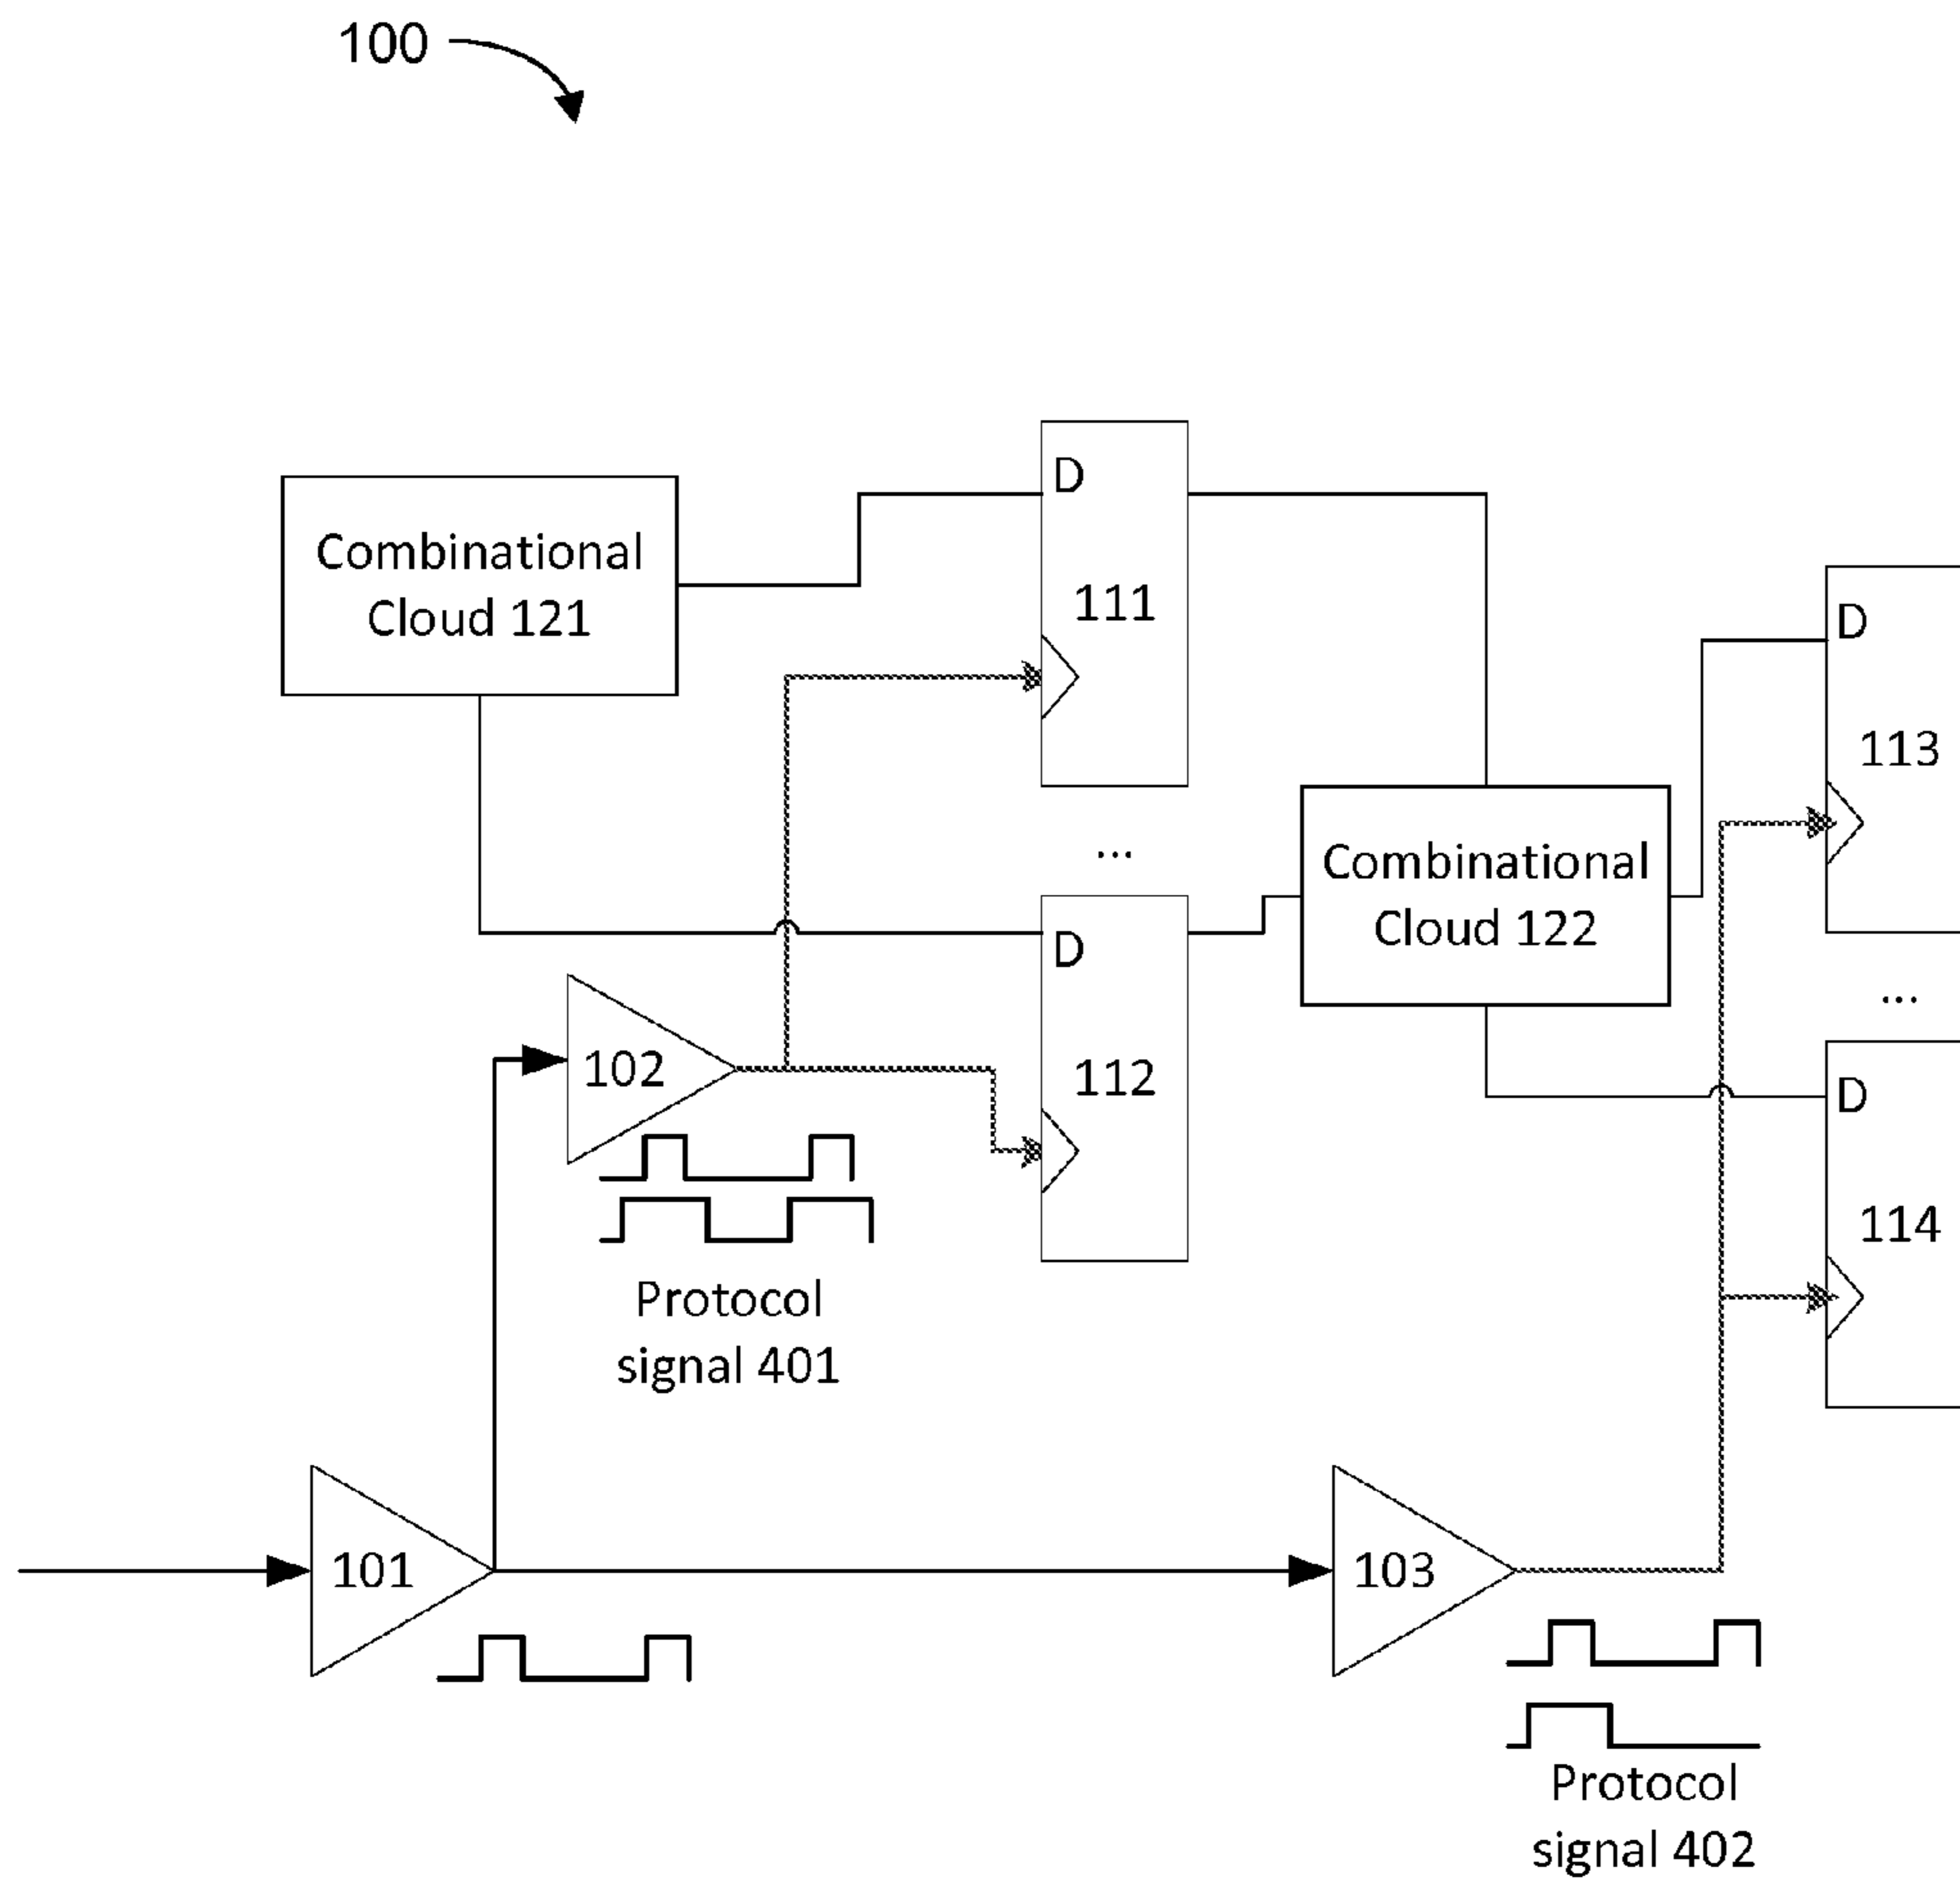 100
D
Combinational
Cloud 121
111
D
113
...
Combinational
Cloud 122
D
102
112
...
D
114
Protocol
signal 401
101
103
Protocol
signal 402